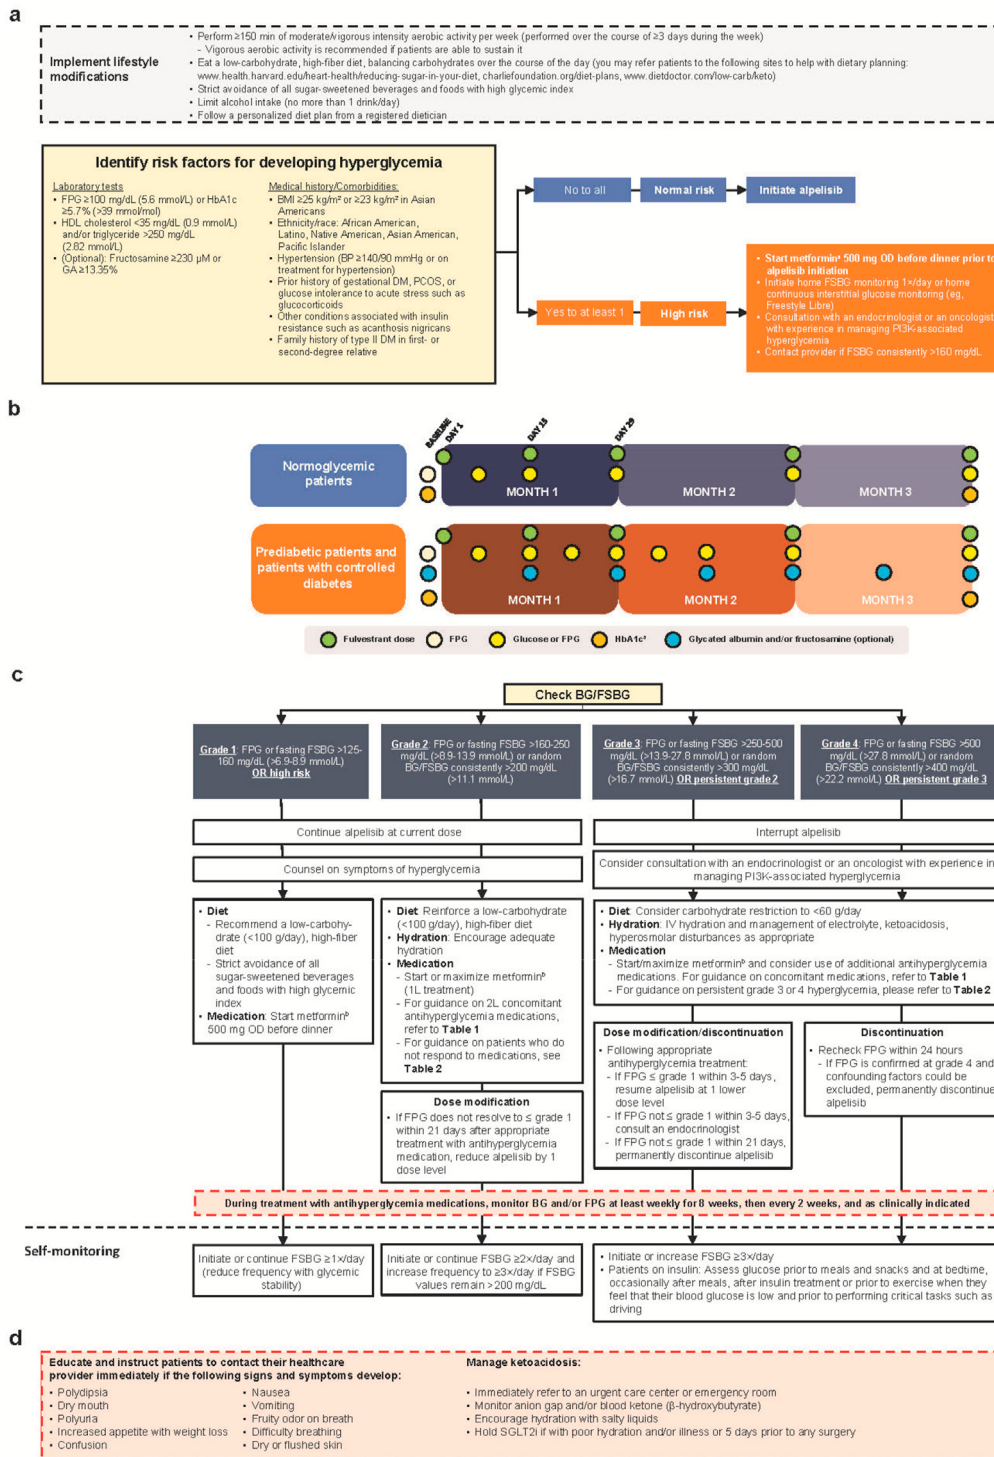 a
Implement lifestyle
modifications
• Perform ≥150 min of moderate/vigorous intensity aerobic activity per week (performed over the course of ≥3 days during the week)
- Vigorous aerobic activity is recommended if patients are able to sustain it
• Eat a low-carbohydrate, high-fiber diet, balancing carbohydrates over the course of the day (you may refer patients to the following sites to help with dietary planning:
www.health.harvard.edu/heart-health/reducing-sugar-in-your-diet, charliefoundation.org/diet-plans, www.dietdoctor.com/low-carb/keto)
• Strict avoidance of all sugar-sweetened beverages and foods with high glycemic index
• Limit alcohol intake (no more than 1 drink/day)
• Follow a personalized diet plan from a registered dietician
Identify risk factors for developing hyperglycemia
Laboratory tests
• FPG ≥100 mg/dL (5.6 mmol/L) or HbA1c
≥5.7% (>39 mmol/mol)
• HDL cholesterol <35 mg/dL (0.9 mmol/L)
and/or triglyceride >250 mg/dL
(2.82 mmol/L)
• (Optional): Fructosamine ≥230 µM or
GA ≥13.35%
Medical history/Comorbidities:
• BMI ≥25 kg/m² or ≥23 kg/m² in Asian
Americans
• Ethnicity/race: African American,
Latino, Native American, Asian American,
Pacific Islander
• Hypertension (BP ≥140/90 mmHg or on
treatment for hypertension)
• Prior history of gestational DM, PCOS, or
glucose intolerance to acute stress such as
glucocorticoids
• Other conditions associated with insulin
resistance such as acanthosis nigricans
• Family history of type II DM in first- or
second-degree relative
No to all
Normal risk
Initiate alpelisib
Yes to at least 1
High risk
• Start metforminᵃ 500 mg OD before dinner prior to
alpelisib initiation
• Initiate home FSBG monitoring 1×/day or home
continuous interstitial glucose monitoring (eg,
Freestyle Libre)
• Consultation with an endocrinologist or an oncologist
with experience in managing PI3K-associated
hyperglycemia
• Contact provider if FSBG consistently >160 mg/dL
b
BASELINE
DAY 1
DAY 15
DAY 29
Normoglycemic
patients
MONTH 1
MONTH 2
MONTH 3
Prediabetic patients and
patients with controlled
diabetes
MONTH 1
MONTH 2
MONTH 3
Fulvestrant dose
FPG
Glucose or FPG
HbA1cᵃ
Glycated albumin and/or fructosamine (optional)
c
Check BG/FSBG
Grade 1: FPG or fasting FSBG >125-
160 mg/dL (>6.9-8.9 mmol/L)
OR high risk
Grade 2: FPG or fasting FSBG >160-250
mg/dL (>8.9-13.9 mmol/L) or random
BG/FSBG consistently >200 mg/dL
(>11.1 mmol/L)
Grade 3: FPG or fasting FSBG >250-500
mg/dL (>13.9-27.8 mmol/L) or random
BG/FSBG consistently >300 mg/dL
(>16.7 mmol/L) OR persistent grade 2
Grade 4: FPG or fasting FSBG >500
mg/dL (>27.8 mmol/L) or random
BG/FSBG consistently >400 mg/dL
(>22.2 mmol/L) OR persistent grade 3
Continue alpelisib at current dose
Interrupt alpelisib
Counsel on symptoms of hyperglycemia
Consider consultation with an endocrinologist or an oncologist with experience in
managing PI3K-associated hyperglycemia
• Diet
- Recommend a low-carbohy-
drate (<100 g/day), high-fiber
diet
- Strict avoidance of all
sugar-sweetened beverages
and foods with high glycemic
index
• Medication: Start metforminᵇ
500 mg OD before dinner
• Diet: Reinforce a low-carbohydrate
(<100 g/day), high-fiber diet
• Hydration: Encourage adequate
hydration
• Medication
- Start or maximize metforminᵇ
(1L treatment)
- For guidance on 2L concomitant
antihyperglycemia medications,
refer to Table 1
- For guidance on patients who do
not respond to medications, see
Table 2
Dose modification
• If FPG does not resolve to ≤ grade 1
within 21 days after appropriate
treatment with antihyperglycemia
medication, reduce alpelisib by 1
dose level
• Diet: Consider carbohydrate restriction to <60 g/day
• Hydration: IV hydration and management of electrolyte, ketoacidosis,
hyperosmolar disturbances as appropriate
• Medication
- Start/maximize metforminᵇ and consider use of additional antihyperglycemia
medications. For guidance on concomitant medications, refer to Table 1
- For guidance on persistent grade 3 or 4 hyperglycemia, please refer to Table 2
Dose modification/discontinuation
• Following appropriate
antihyperglycemia treatment:
- If FPG ≤ grade 1 within 3-5 days,
resume alpelisib at 1 lower
dose level
- If FPG not ≤ grade 1 within 3-5 days,
consult an endocrinologist
- If FPG not ≤ grade 1 within 21 days,
permanently discontinue alpelisib
Discontinuation
• Recheck FPG within 24 hours
- If FPG is confirmed at grade 4 and
confounding factors could be
excluded, permanently discontinue
alpelisib
During treatment with antihyperglycemia medications, monitor BG and/or FPG at least weekly for 8 weeks, then every 2 weeks, and as clinically indicated
Self-monitoring
Initiate or continue FSBG ≥1×/day
(reduce frequency with glycemic
stability)
Initiate or continue FSBG ≥2×/day and
increase frequency to ≥3×/day if FSBG
values remain >200 mg/dL
• Initiate or increase FSBG ≥3×/day
• Patients on insulin: Assess glucose prior to meals and snacks and at bedtime,
occasionally after meals, after insulin treatment or prior to exercise when they
feel that their blood glucose is low and prior to performing critical tasks such as
driving
d
Educate and instruct patients to contact their healthcare
provider immediately if the following signs and symptoms develop:
• Polydipsia
• Dry mouth
• Polyuria
• Increased appetite with weight loss
• Confusion
• Nausea
• Vomiting
• Fruity odor on breath
• Difficulty breathing
• Dry or flushed skin
Manage ketoacidosis:
• Immediately refer to an urgent care center or emergency room
• Monitor anion gap and/or blood ketone (β-hydroxybutyrate)
• Encourage hydration with salty liquids
• Hold SGLT2i if with poor hydration and/or illness or 5 days prior to any surgery